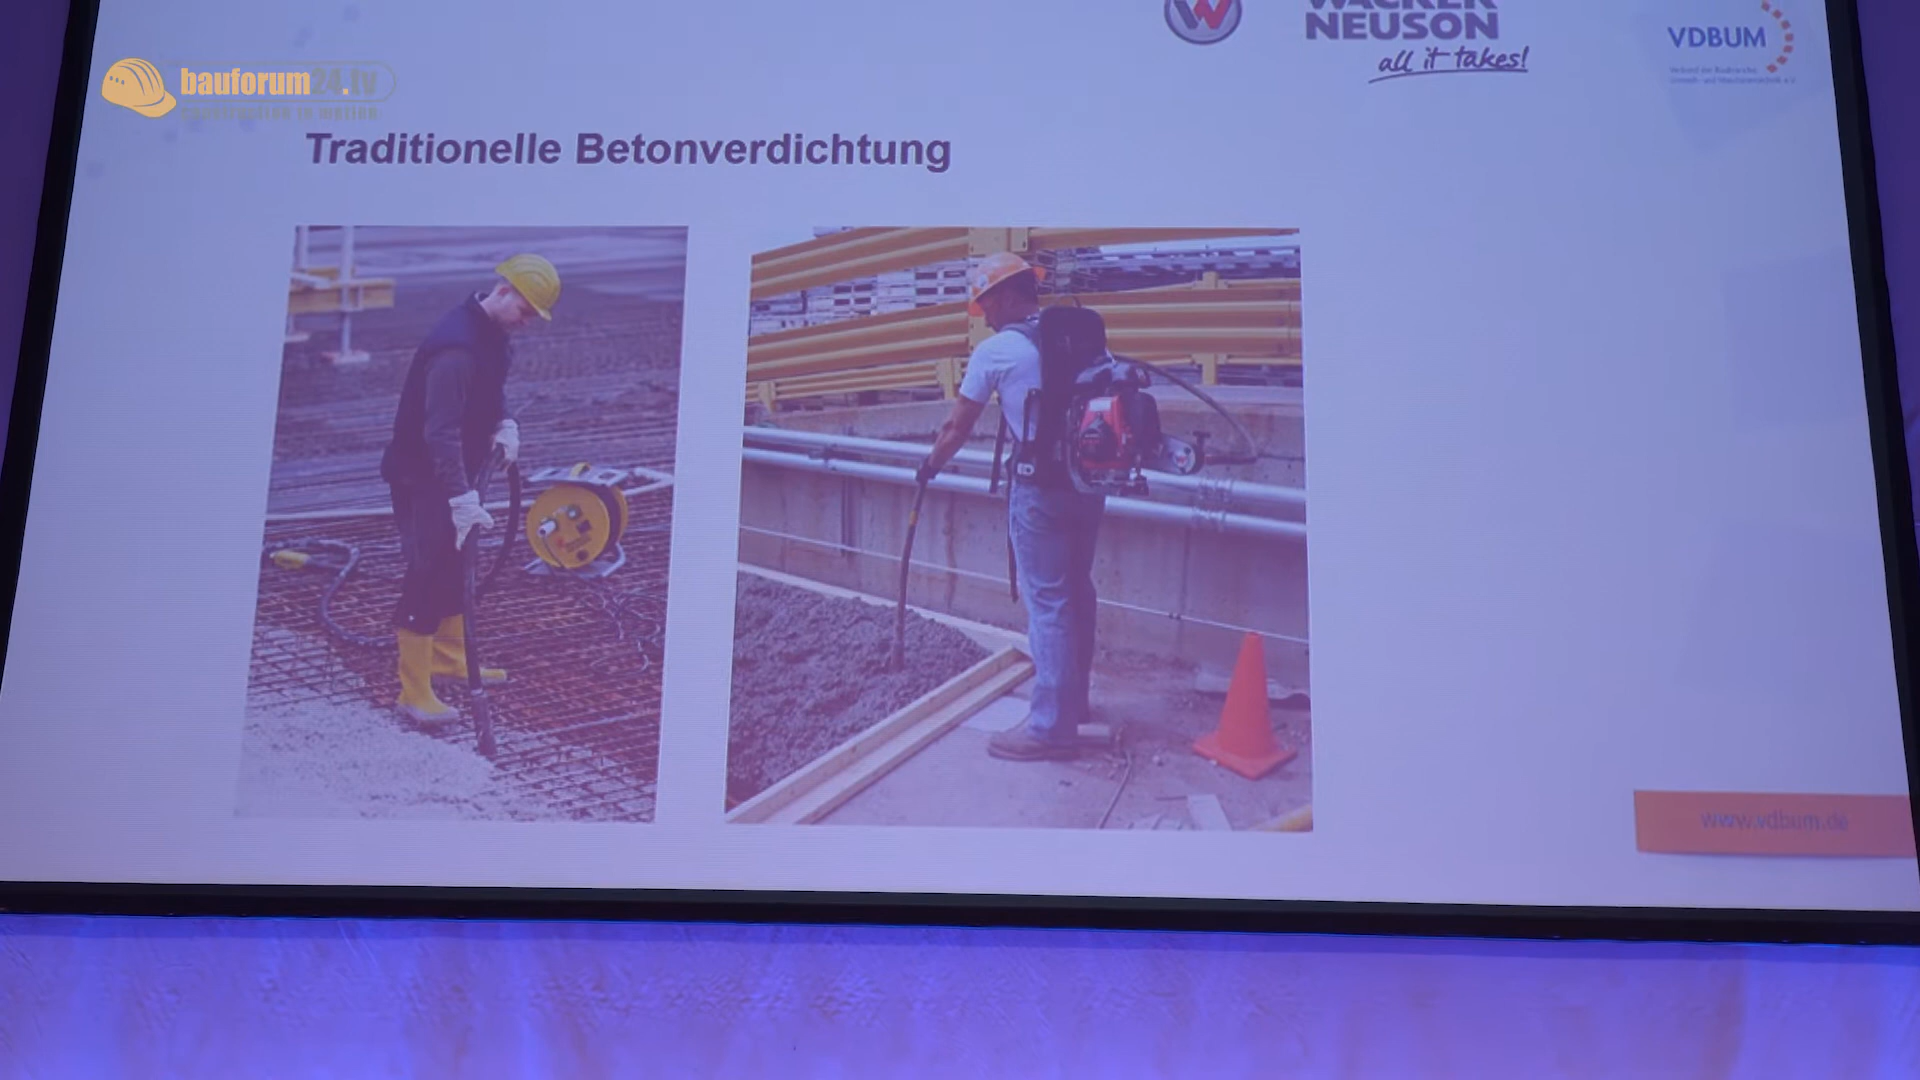 WACKER
NEUSON
all it takes!
VDBUM
bauforum24.tv
Traditionelle Betonverdichtung
www.vdbum.de